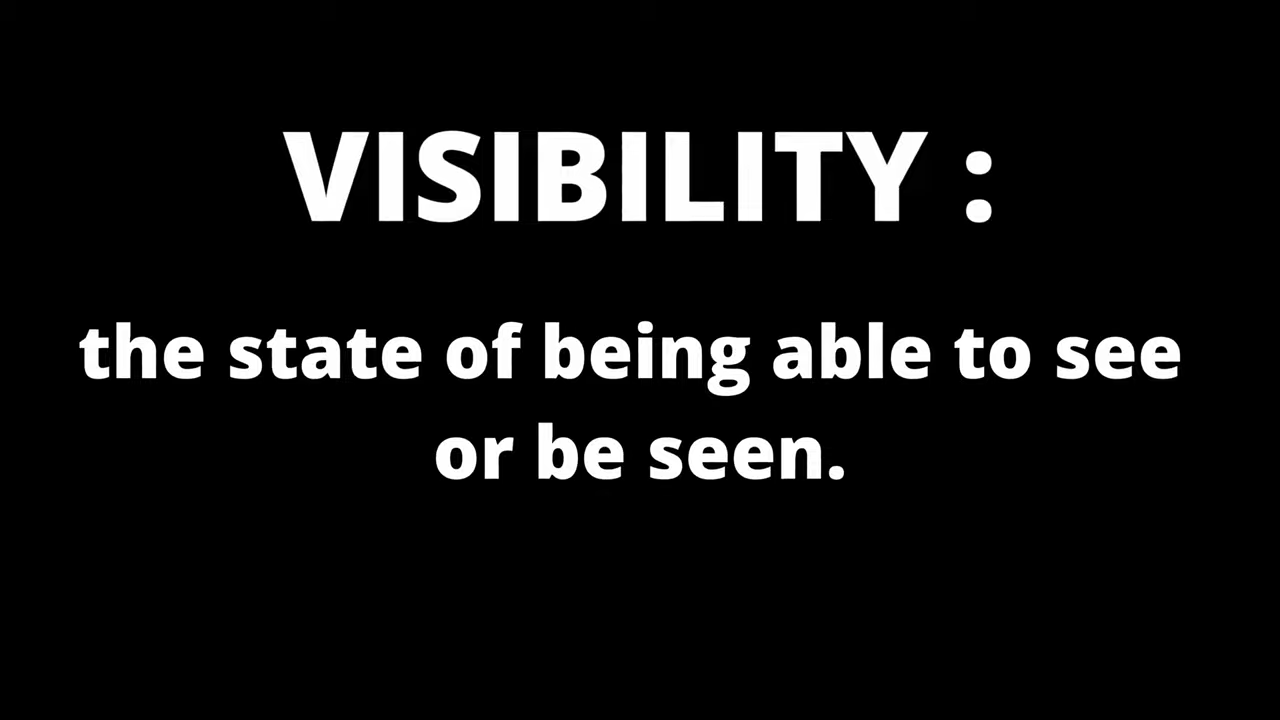 VISIBILITY :
the state of being able to see
or be seen.